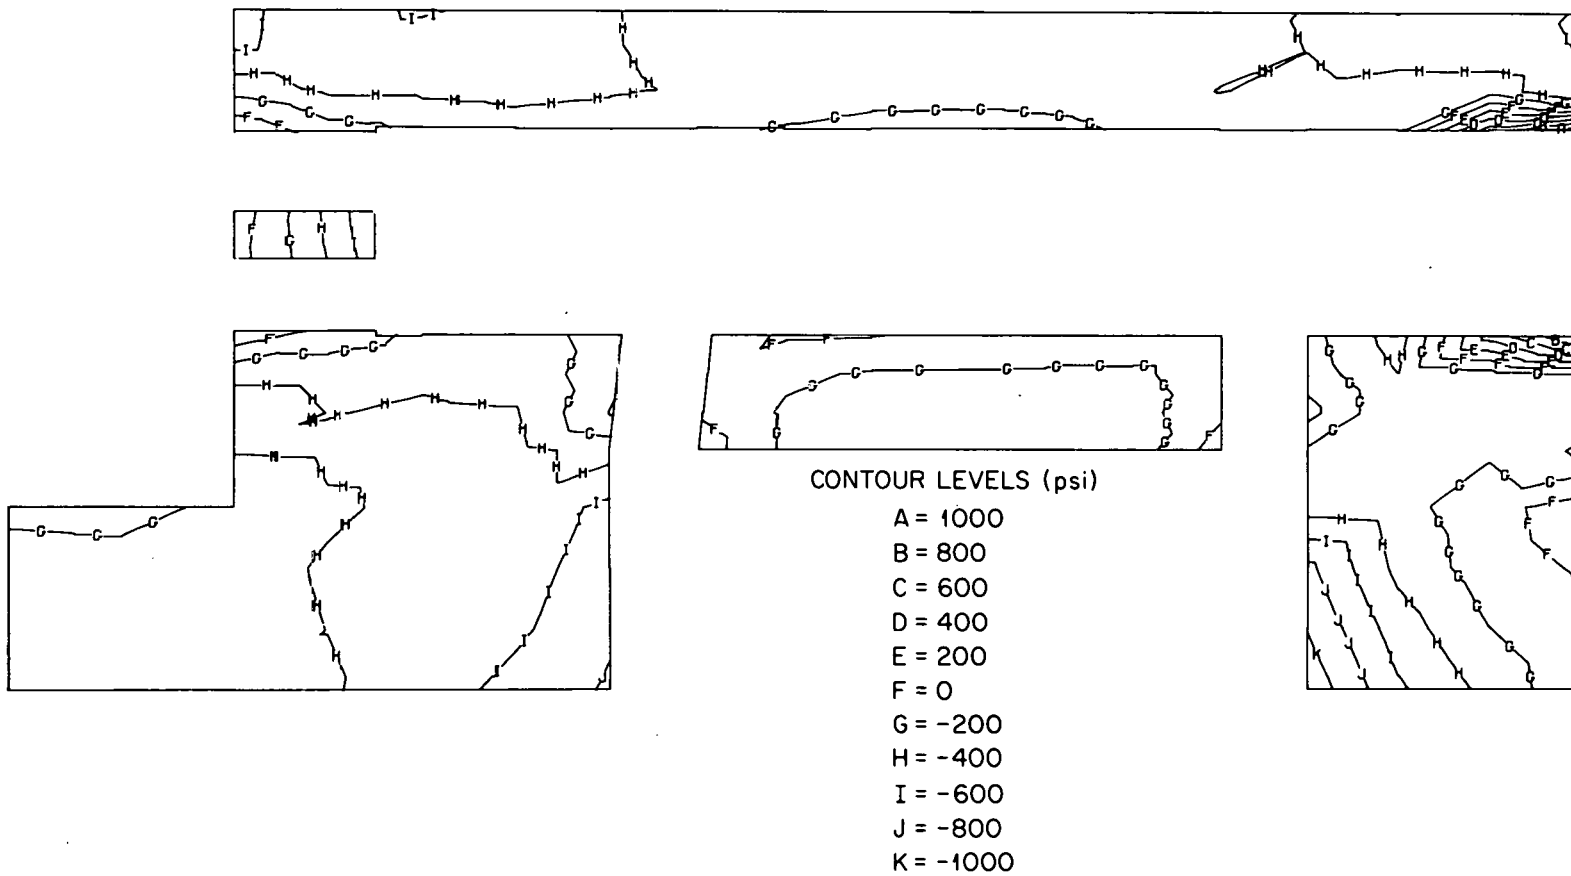 CONTOUR LEVELS (psi)
A = 1000
B = 800
C = 600
D = 400
E = 200
F = 0
G = -200
H = -400
I = -600
J = -800
K = -1000